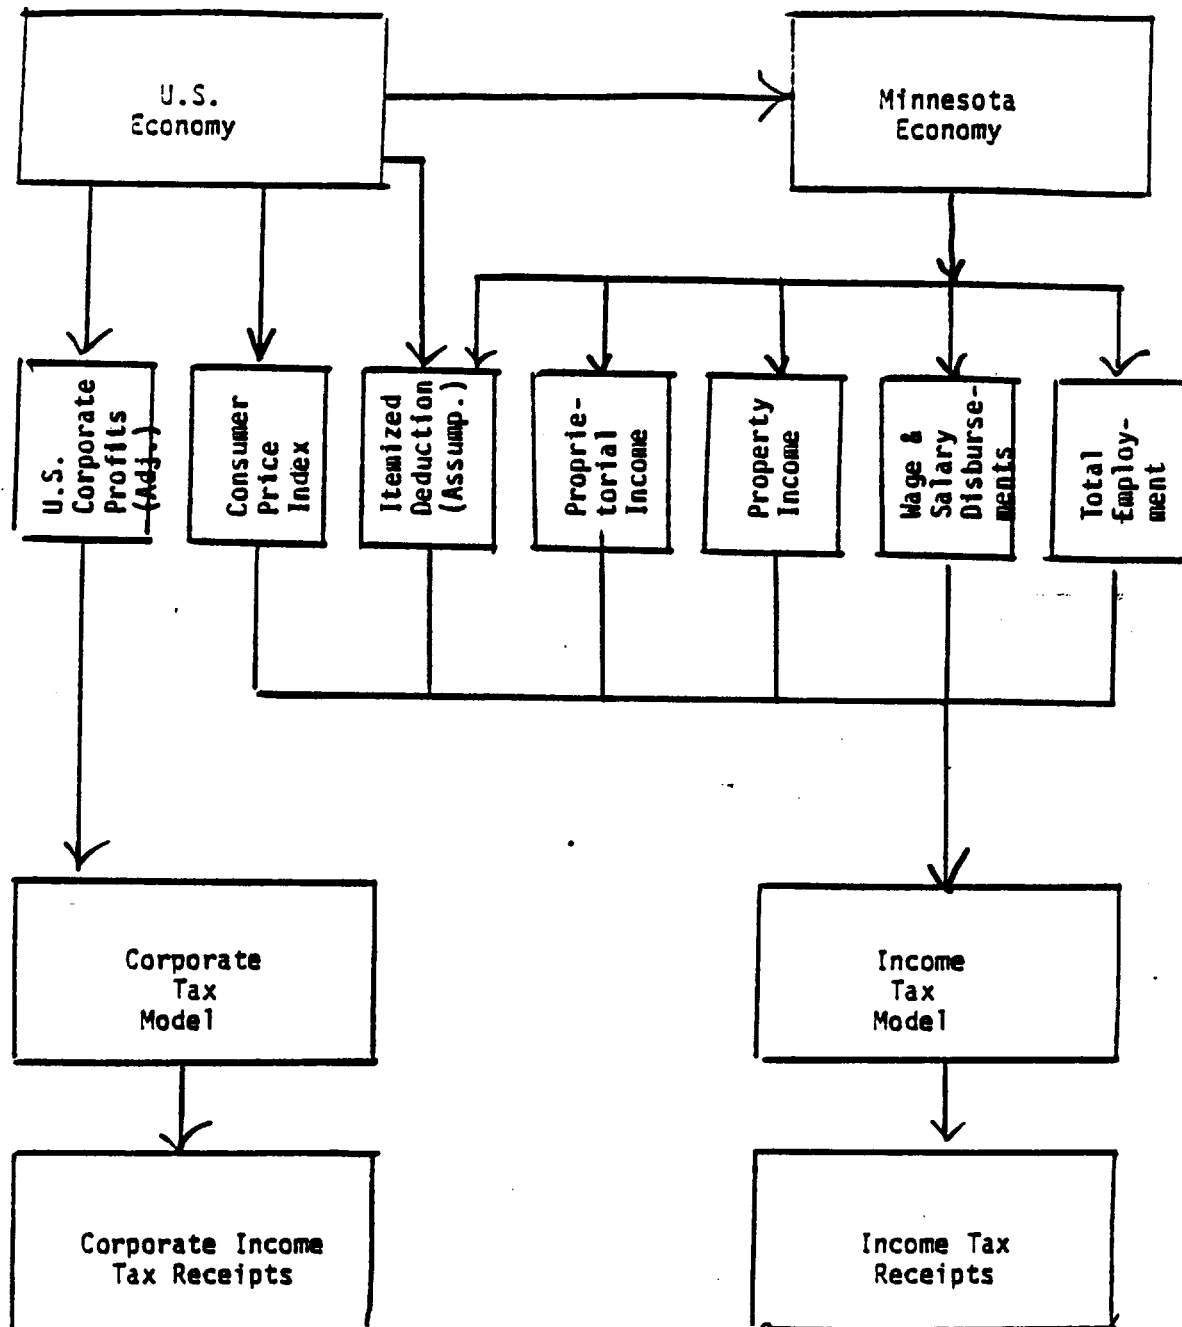 U.S.
Economy
Minnesota
Economy
U.S.
Corporate
Profits
(Adj.)
Consumer
Price
Index
Itemized
Deduction
(Assump.)
Proprie-
torial
Income
Property
Income
Wage &
Salary
Disburse-
ments
Total
Employ-
ment
Corporate
Tax
Model
Income
Tax
Model
Corporate Income
Tax Receipts
Income Tax
Receipts